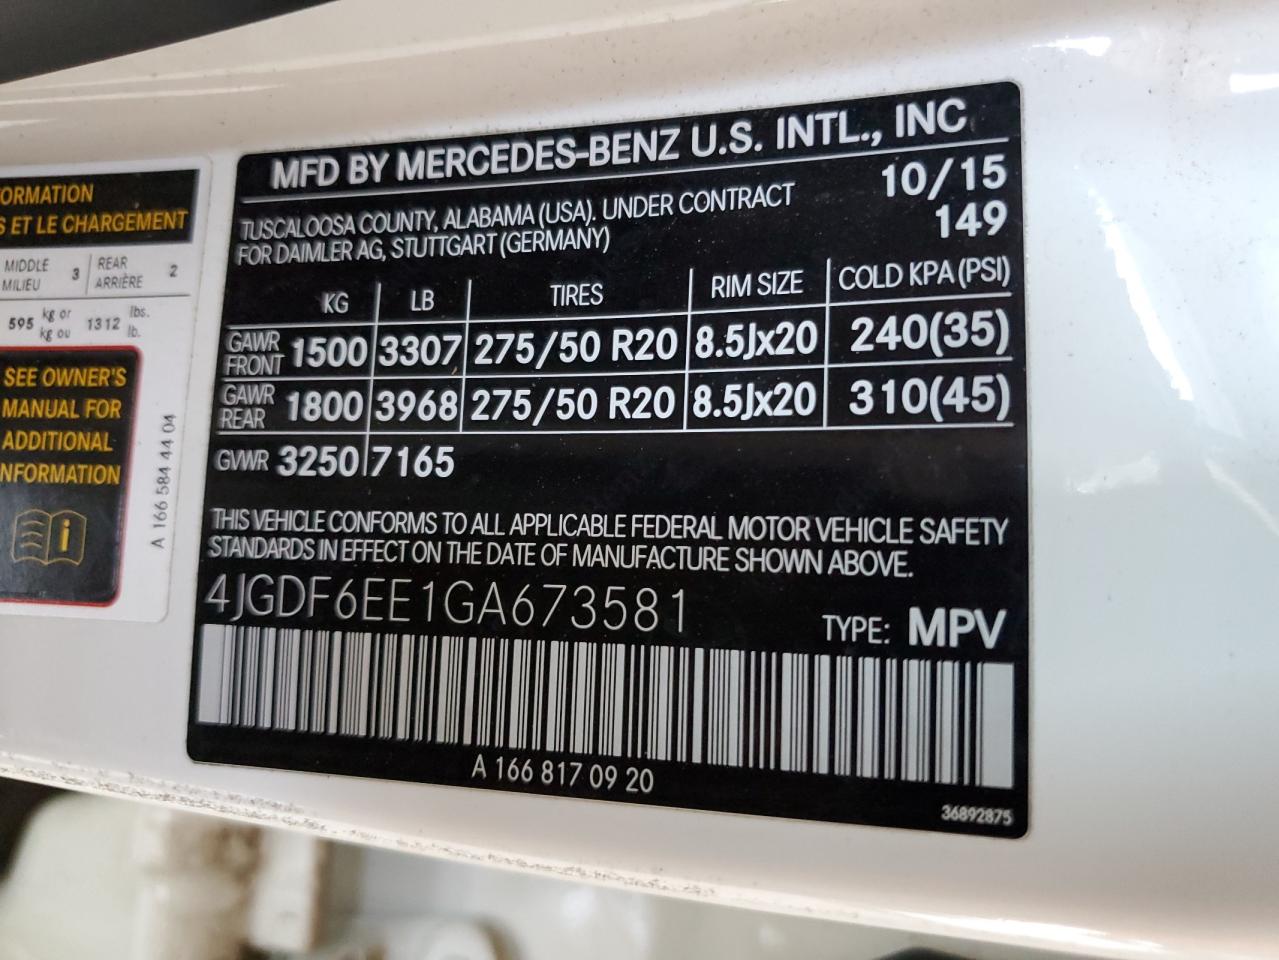 ORMATION
S ET LE CHARGEMENT
MIDDLE
MILIEU
3
REAR
ARRIÈRE
2
595 kg or
kg ou
1312 lbs.
lb.
SEE OWNER'S
MANUAL FOR
ADDITIONAL
NFORMATION
A 166 584 44 04
MFD BY MERCEDES-BENZ U.S. INTL., INC
TUSCALOOSA COUNTY, ALABAMA (USA). UNDER CONTRACT
FOR DAIMLER AG, STUTTGART (GERMANY)
10/15
149
KG LB TIRES RIM SIZE COLD KPA (PSI)
GAWR
FRONT 1500 3307 275/50 R20 8.5Jx20 240(35)
GAWR
REAR 1800 3968 275/50 R20 8.5Jx20 310(45)
GVWR 3250 7165
THIS VEHICLE CONFORMS TO ALL APPLICABLE FEDERAL MOTOR VEHICLE SAFETY
STANDARDS IN EFFECT ON THE DATE OF MANUFACTURE SHOWN ABOVE.
4JGDF6EE1GA673581
TYPE: MPV
A 166 817 09 20
36892875